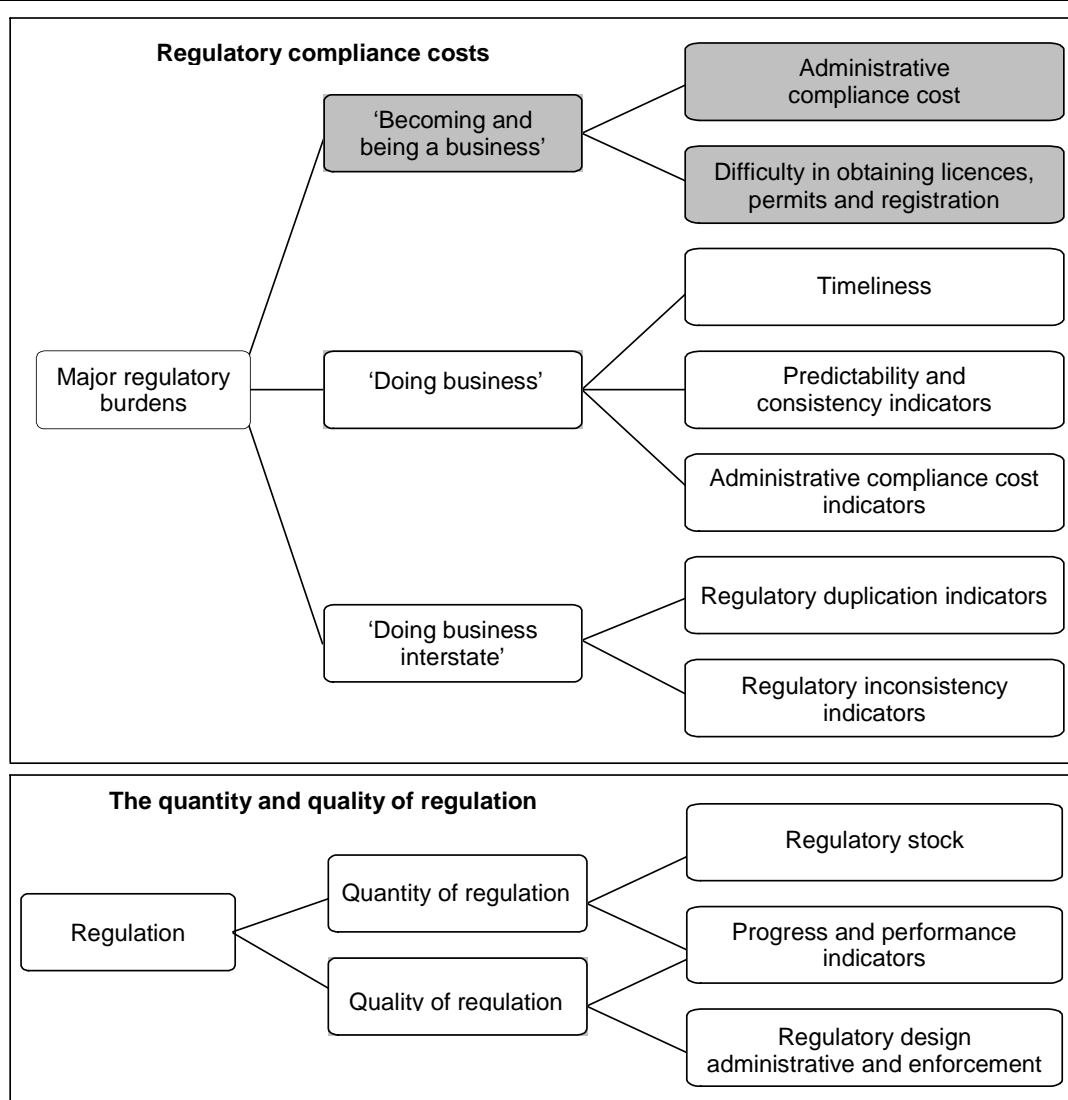 Regulatory compliance costs
Administrative
compliance cost
‘Becoming and
being a business’
Difficulty in obtaining licences,
permits and registration
Timeliness
Major regulatory
burdens
‘Doing business’
Predictability and
consistency indicators
Administrative compliance cost
indicators
‘Doing business
interstate’
Regulatory duplication indicators
Regulatory inconsistency
indicators
The quantity and quality of regulation
Regulatory stock
Quantity of regulation
Regulation
Progress and performance
indicators
Quality of regulation
Regulatory design
administrative and enforcement